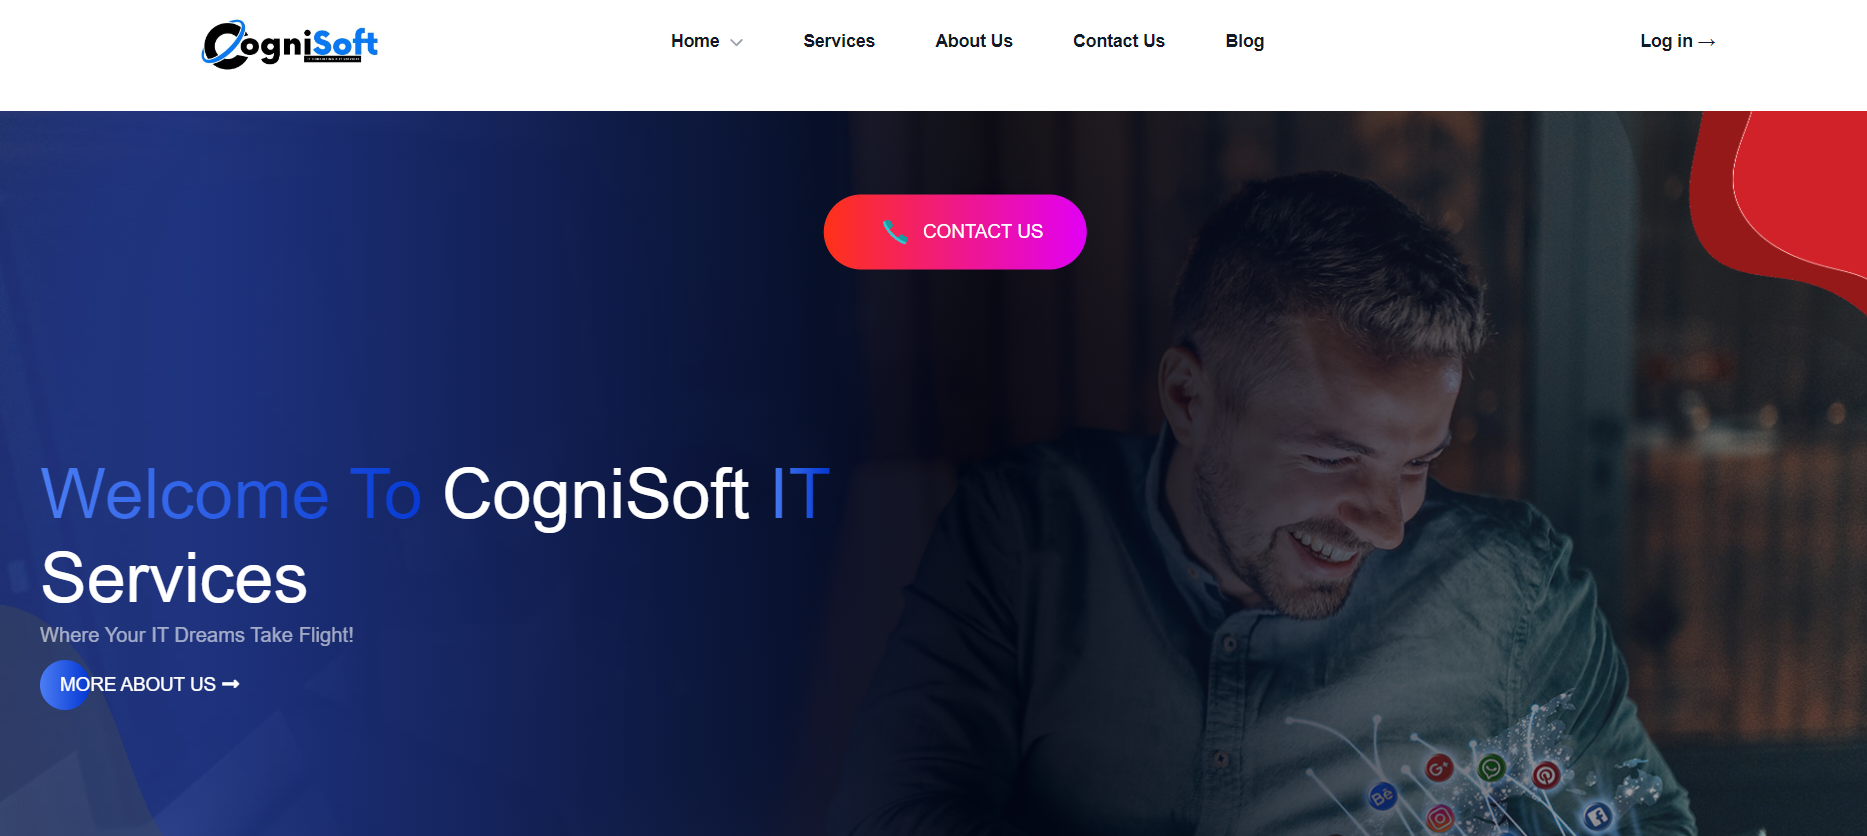 CogniSoft
Home
Services
About Us
Contact Us
Blog
Log in →
CONTACT US
Welcome To CogniSoft IT
Services
Where Your IT Dreams Take Flight!
MORE ABOUT US →
Bē
G+